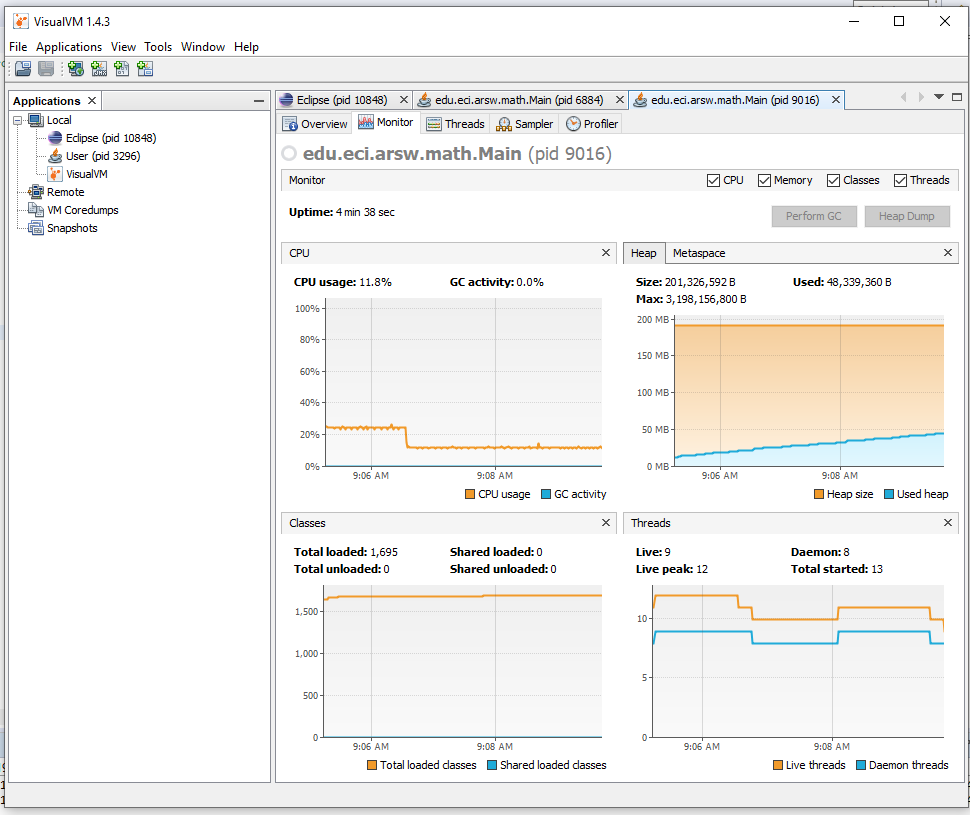 VisualVM 1.4.3
File Applications View Tools Window Help
Applications
Local
Eclipse (pid 10848)
User (pid 3296)
VisualVM
Remote
VM Coredumps
Snapshots
Eclipse (pid 10848) edu.eci.arsw.math.Main (pid 6884) edu.eci.arsw.math.Main (pid 9016)
Overview Monitor Threads Sampler Profiler
edu.eci.arsw.math.Main (pid 9016)
Monitor CPU Memory Classes Threads
Uptime: 4 min 38 sec
Perform GC Heap Dump
CPU
CPU usage: 11.8% GC activity: 0.0%
100%
80%
60%
40%
20%
0%
9:06 AM 9:08 AM
CPU usage GC activity
Heap Metaspace
Size: 201,326,592 B Used: 48,339,360 B
Max: 3,198,156,800 B
200 MB
150 MB
100 MB
50 MB
0 MB
9:06 AM 9:08 AM
Heap size Used heap
Classes
Total loaded: 1,695 Shared loaded: 0
Total unloaded: 0 Shared unloaded: 0
1,500
1,000
500
0
9:06 AM 9:08 AM
Total loaded classes Shared loaded classes
Threads
Live: 9 Daemon: 8
Live peak: 12 Total started: 13
10
5
0
9:06 AM 9:08 AM
Live threads Daemon threads